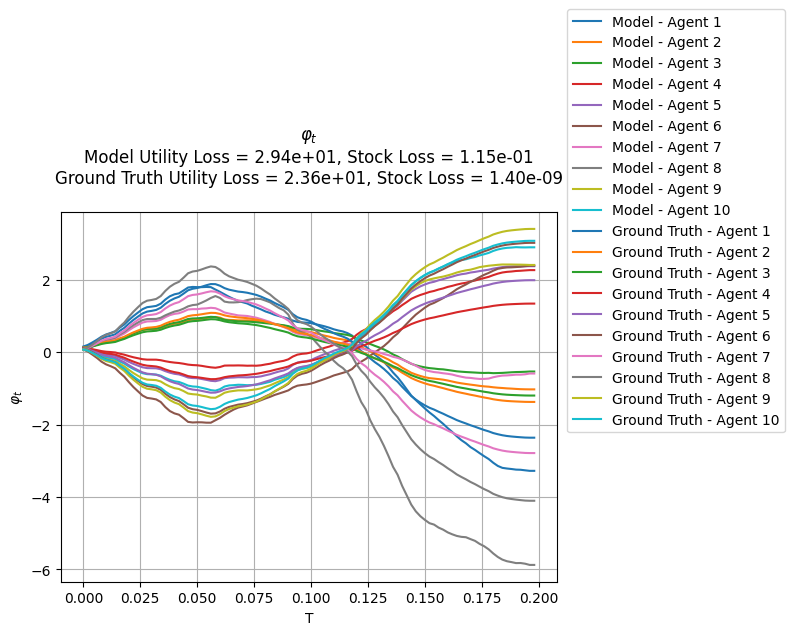 φt
Model Utility Loss = 2.94e+01, Stock Loss = 1.15e-01
Ground Truth Utility Loss = 2.36e+01, Stock Loss = 1.40e-09
Model - Agent 1
Model - Agent 2
Model - Agent 3
Model - Agent 4
Model - Agent 5
Model - Agent 6
Model - Agent 7
Model - Agent 8
Model - Agent 9
Model - Agent 10
Ground Truth - Agent 1
Ground Truth - Agent 2
Ground Truth - Agent 3
Ground Truth - Agent 4
Ground Truth - Agent 5
Ground Truth - Agent 6
Ground Truth - Agent 7
Ground Truth - Agent 8
Ground Truth - Agent 9
Ground Truth - Agent 10
φt
2
0
−2
−4
−6
0.000 0.025 0.050 0.075 0.100 0.125 0.150 0.175 0.200
T